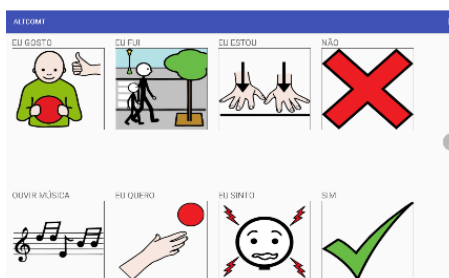 ALTCOMT
EU GOSTO EU FUI EU ESTOU NÃO
OUVIR MÚSICA EU QUERO EU SINTO SIM